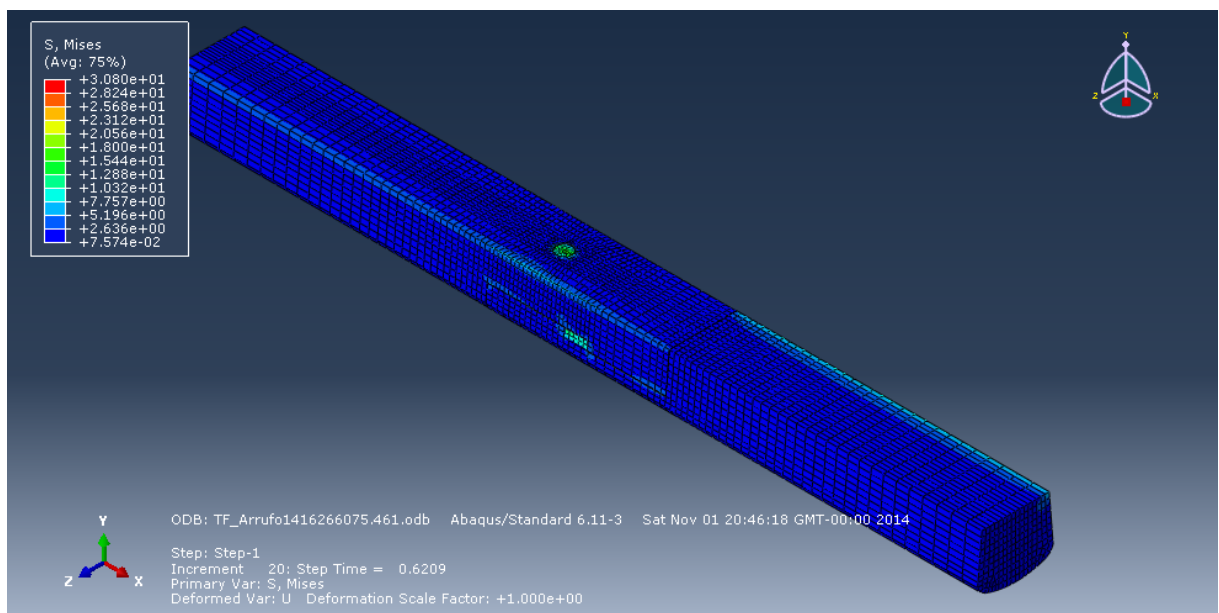 S, Mises
(Avg: 75%)
+3.080e+01
+2.824e+01
+2.568e+01
+2.312e+01
+2.056e+01
+1.800e+01
+1.544e+01
+1.288e+01
+1.032e+01
+7.757e+00
+5.196e+00
+2.636e+00
+7.574e-02
Y
Z X
Y
Z X
ODB: TF_Arrufo1416266075.461.odb Abaqus/Standard 6.11-3 Sat Nov 01 20:46:18 GMT-00:00 2014
Step: Step-1
Increment 20: Step Time = 0.6209
Primary Var: S, Mises
Deformed Var: U Deformation Scale Factor: +1.000e+00